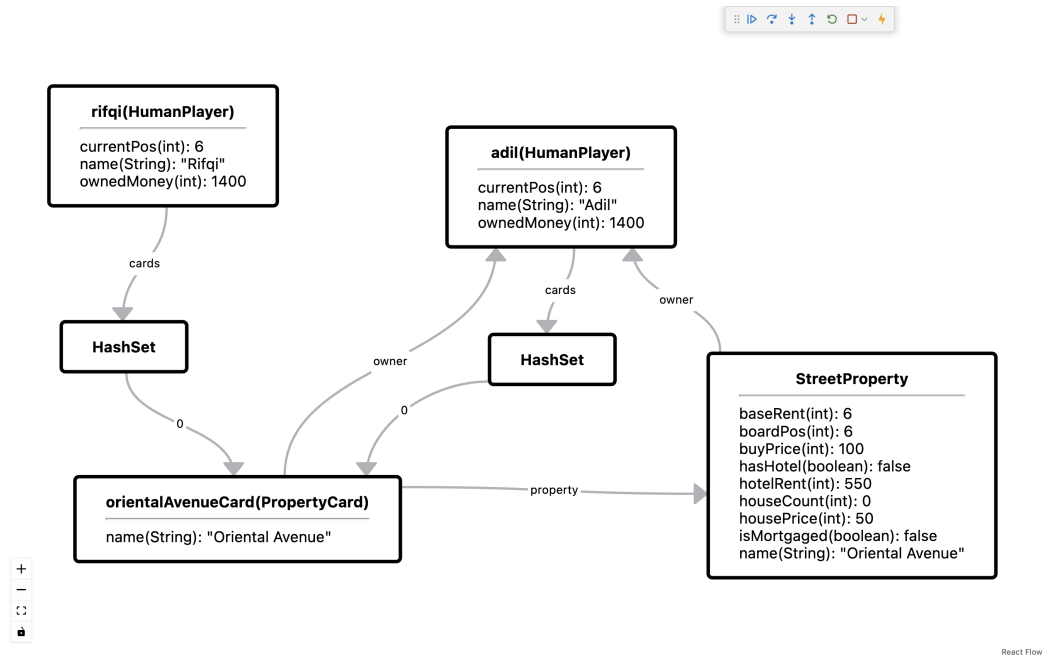 rifqi(HumanPlayer)
currentPos(int): 6
name(String): "Rifqi"
ownedMoney(int): 1400
adil(HumanPlayer)
currentPos(int): 6
name(String): "Adil"
ownedMoney(int): 1400
cards
cards
owner
HashSet
HashSet
owner
StreetProperty
baseRent(int): 6
boardPos(int): 6
buyPrice(int): 100
hasHotel(boolean): false
hotelRent(int): 550
houseCount(int): 0
housePrice(int): 50
isMortgaged(boolean): false
name(String): "Oriental Avenue"
0
0
property
orientalAvenueCard(PropertyCard)
name(String): "Oriental Avenue"
React Flow